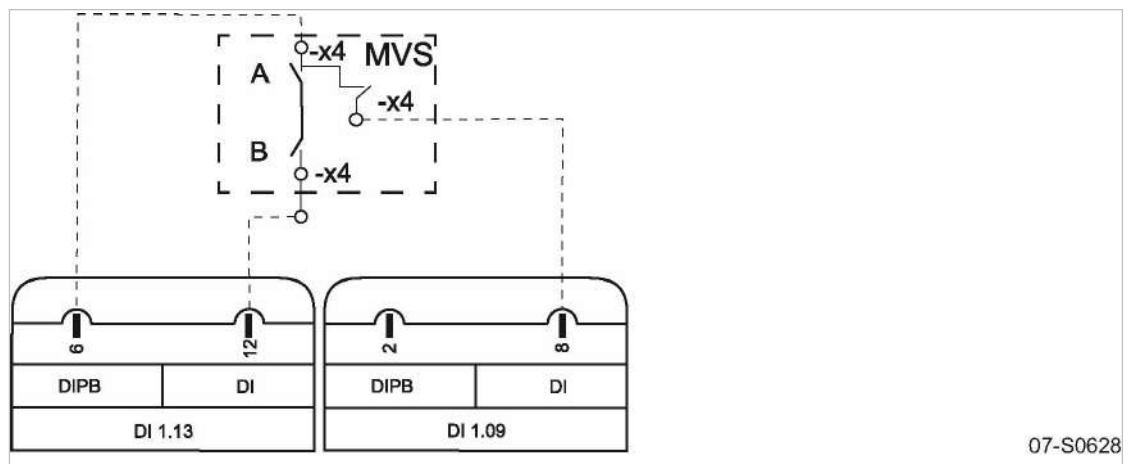 -x4 MVS
A
-x4
B
-x4
6 12 2 8
DIPB DI DIPB DI
DI 1.13 DI 1.09
07-S0628